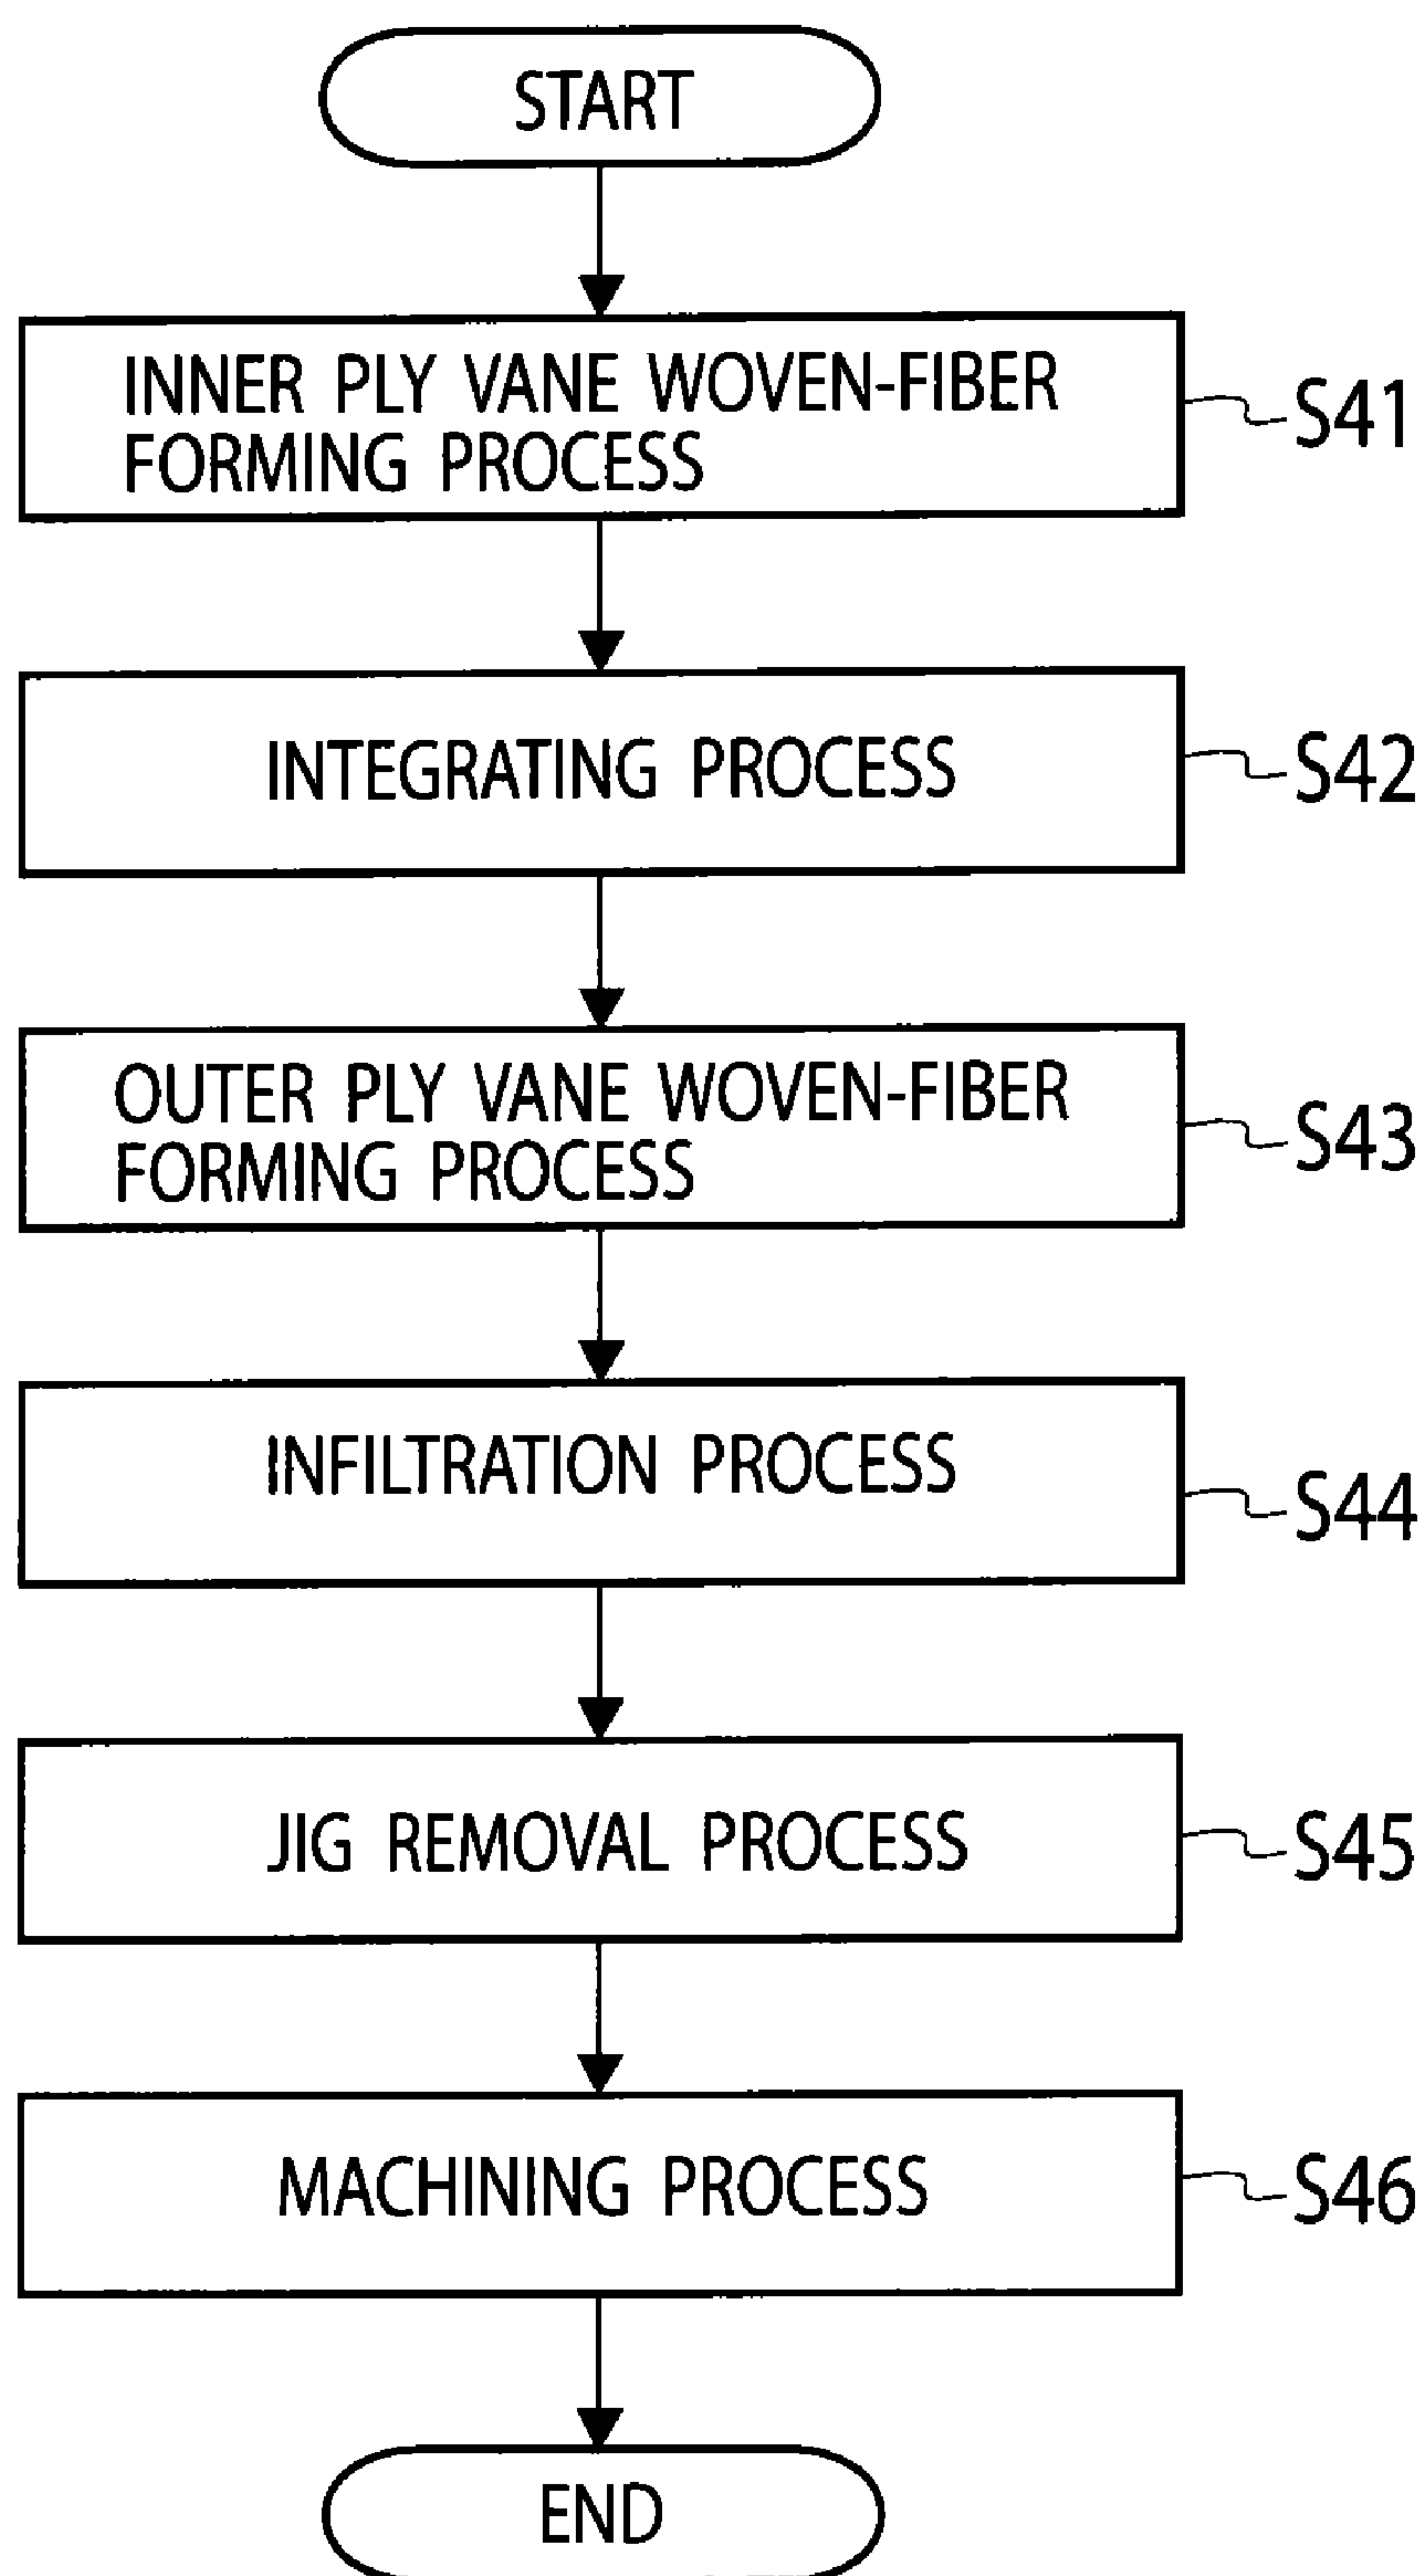 START
INNER PLY VANE WOVEN-FIBER
FORMING PROCESS
S41
INTEGRATING PROCESS
S42
OUTER PLY VANE WOVEN-FIBER
FORMING PROCESS
S43
INFILTRATION PROCESS
S44
JIG REMOVAL PROCESS
S45
MACHINING PROCESS
S46
END